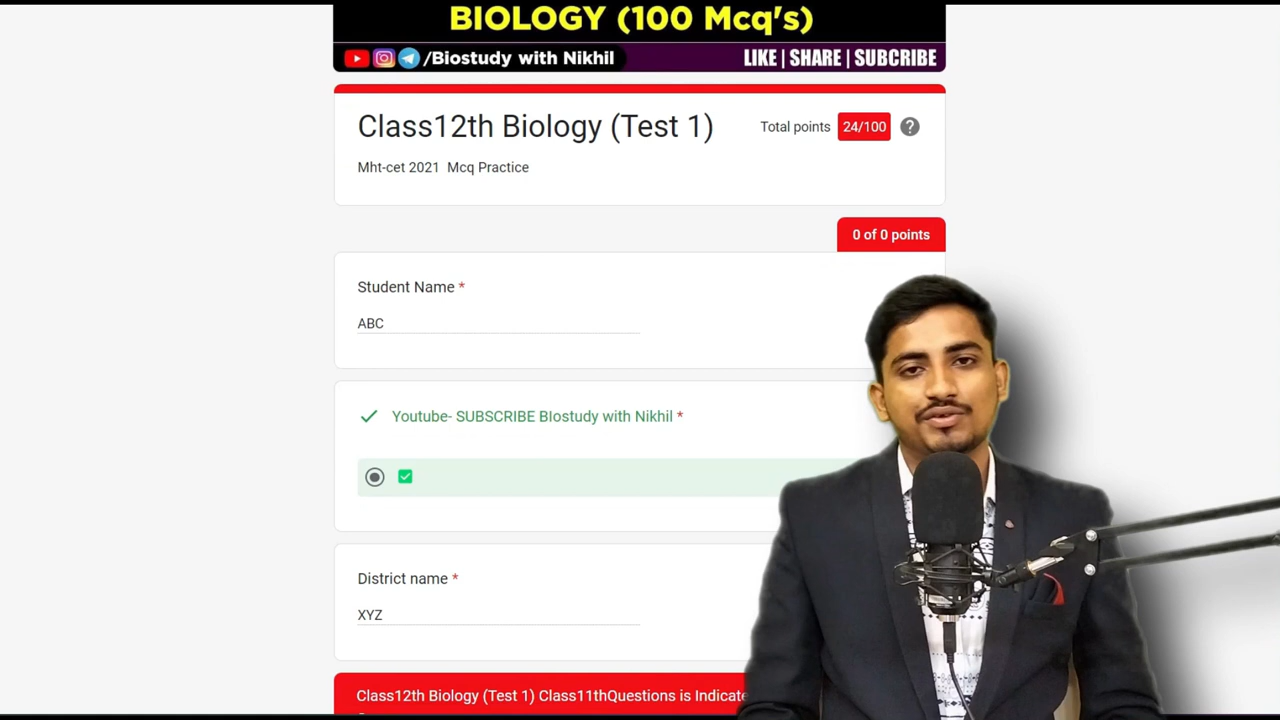 BIOLOGY (100 Mcq's)
/Biostudy with Nikhil
LIKE | SHARE | SUBCRIBE
Class12th Biology (Test 1)
Total points 24/100 ?
Mht-cet 2021 Mcq Practice
0 of 0 points
Student Name *
ABC
Youtube- SUBSCRIBE BIostudy with Nikhil *
District name *
XYZ
Class12th Biology (Test 1) Class11thQuestions is Indicate